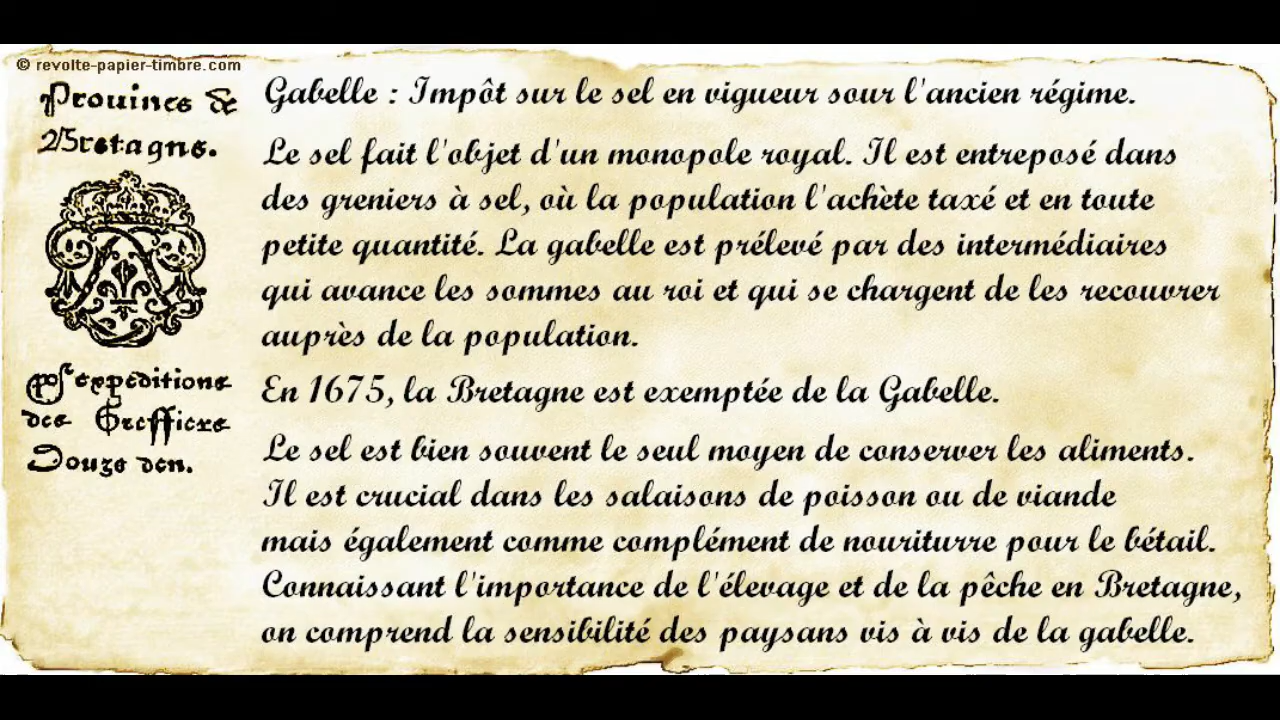 © revolte-papier-timbre.com
Prouince de
Bretagne.
po.r expeditions
des Greffiers
Douze den.
Gabelle : Impôt sur le sel en vigueur sour l'ancien régime.
Le sel fait l'objet d'un monopole royal. Il est entreposé dans
des greniers à sel, où la population l'achète taxé et en toute
petite quantité. La gabelle est prélevé par des intermédiaires
qui avance les sommes au roi et qui se chargent de les recouvrer
auprès de la population.
En 1675, la Bretagne est exemptée de la Gabelle.
Le sel est bien souvent le seul moyen de conserver les aliments.
Il est crucial dans les salaisons de poisson ou de viande
mais également comme complément de nouriturre pour le bétail.
Connaissant l'importance de l'élevage et de la pêche en Bretagne,
on comprend la sensibilité des paysans vis à vis de la gabelle.